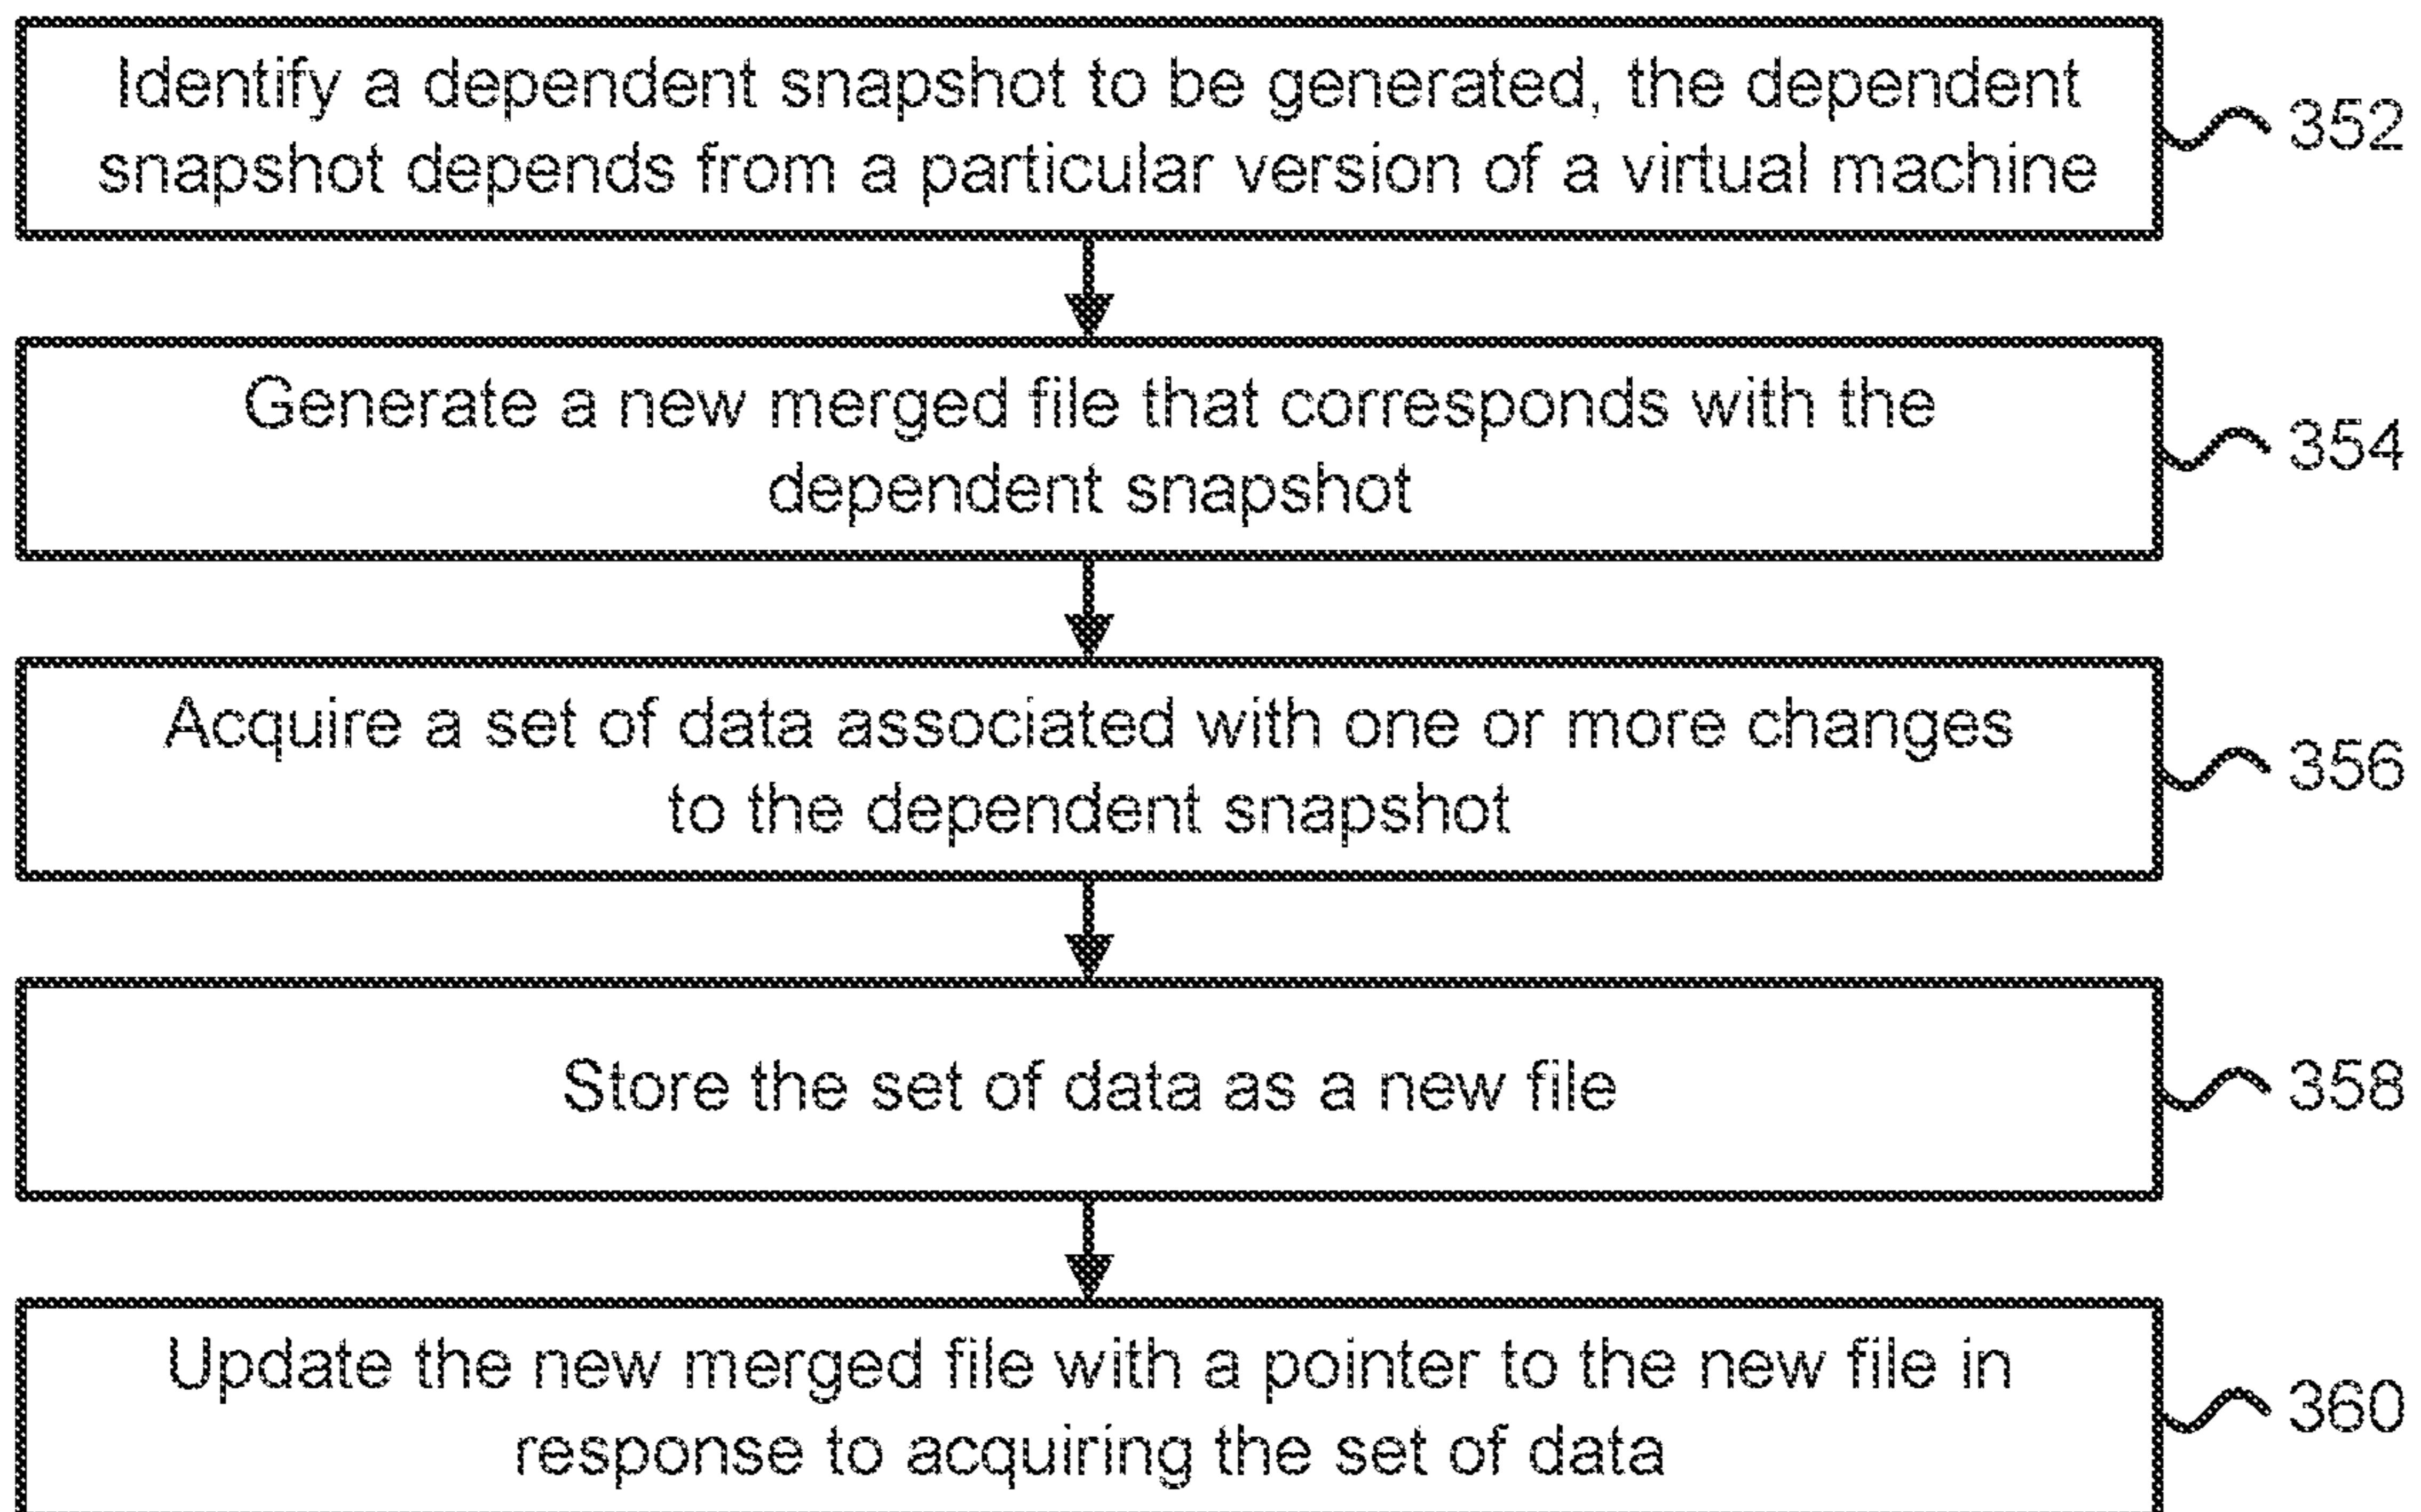 Identify a dependent snapshot to be generated, the dependent
snapshot depends from a particular version of a virtual machine
352
Generate a new merged file that corresponds with the
dependent snapshot
354
Acquire a set of data associated with one or more changes
to the dependent snapshot
356
Store the set of data as a new file
358
Update the new merged file with a pointer to the new file in
response to acquiring the set of data
360